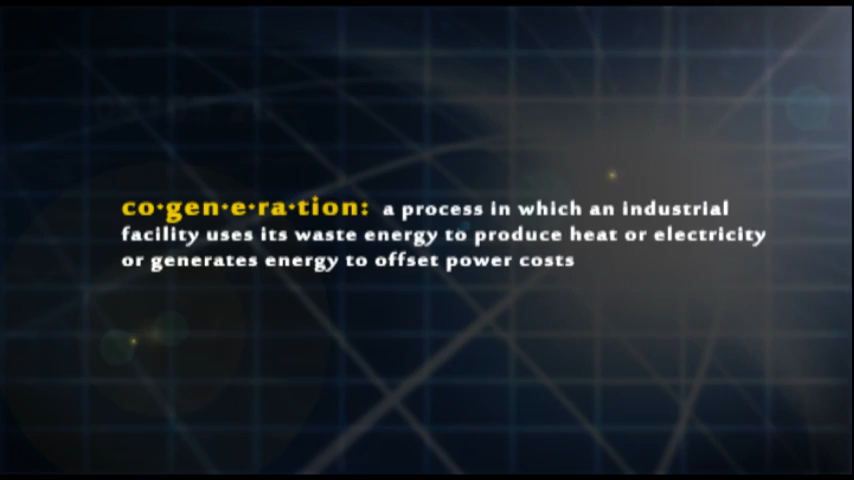 co•gen•e•ra•tion: a process in which an industrial
facility uses its waste energy to produce heat or electricity
or generates energy to offset power costs